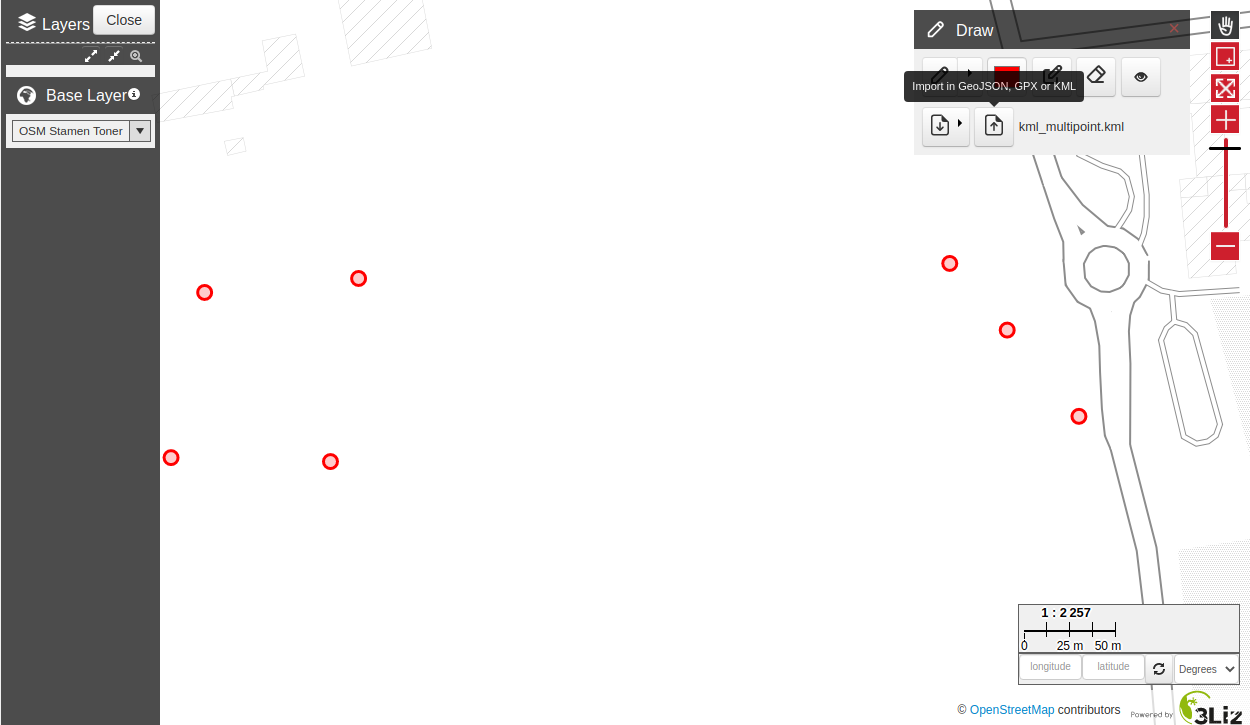 Layers
Close
Base Layer
OSM Stamen Toner
Draw
Import in GeoJSON, GPX or KML
kml_multipoint.kml
1 : 2 257
0 25 m 50 m
longitude latitude Degrees
© OpenStreetMap contributors
Powered by 3Liz